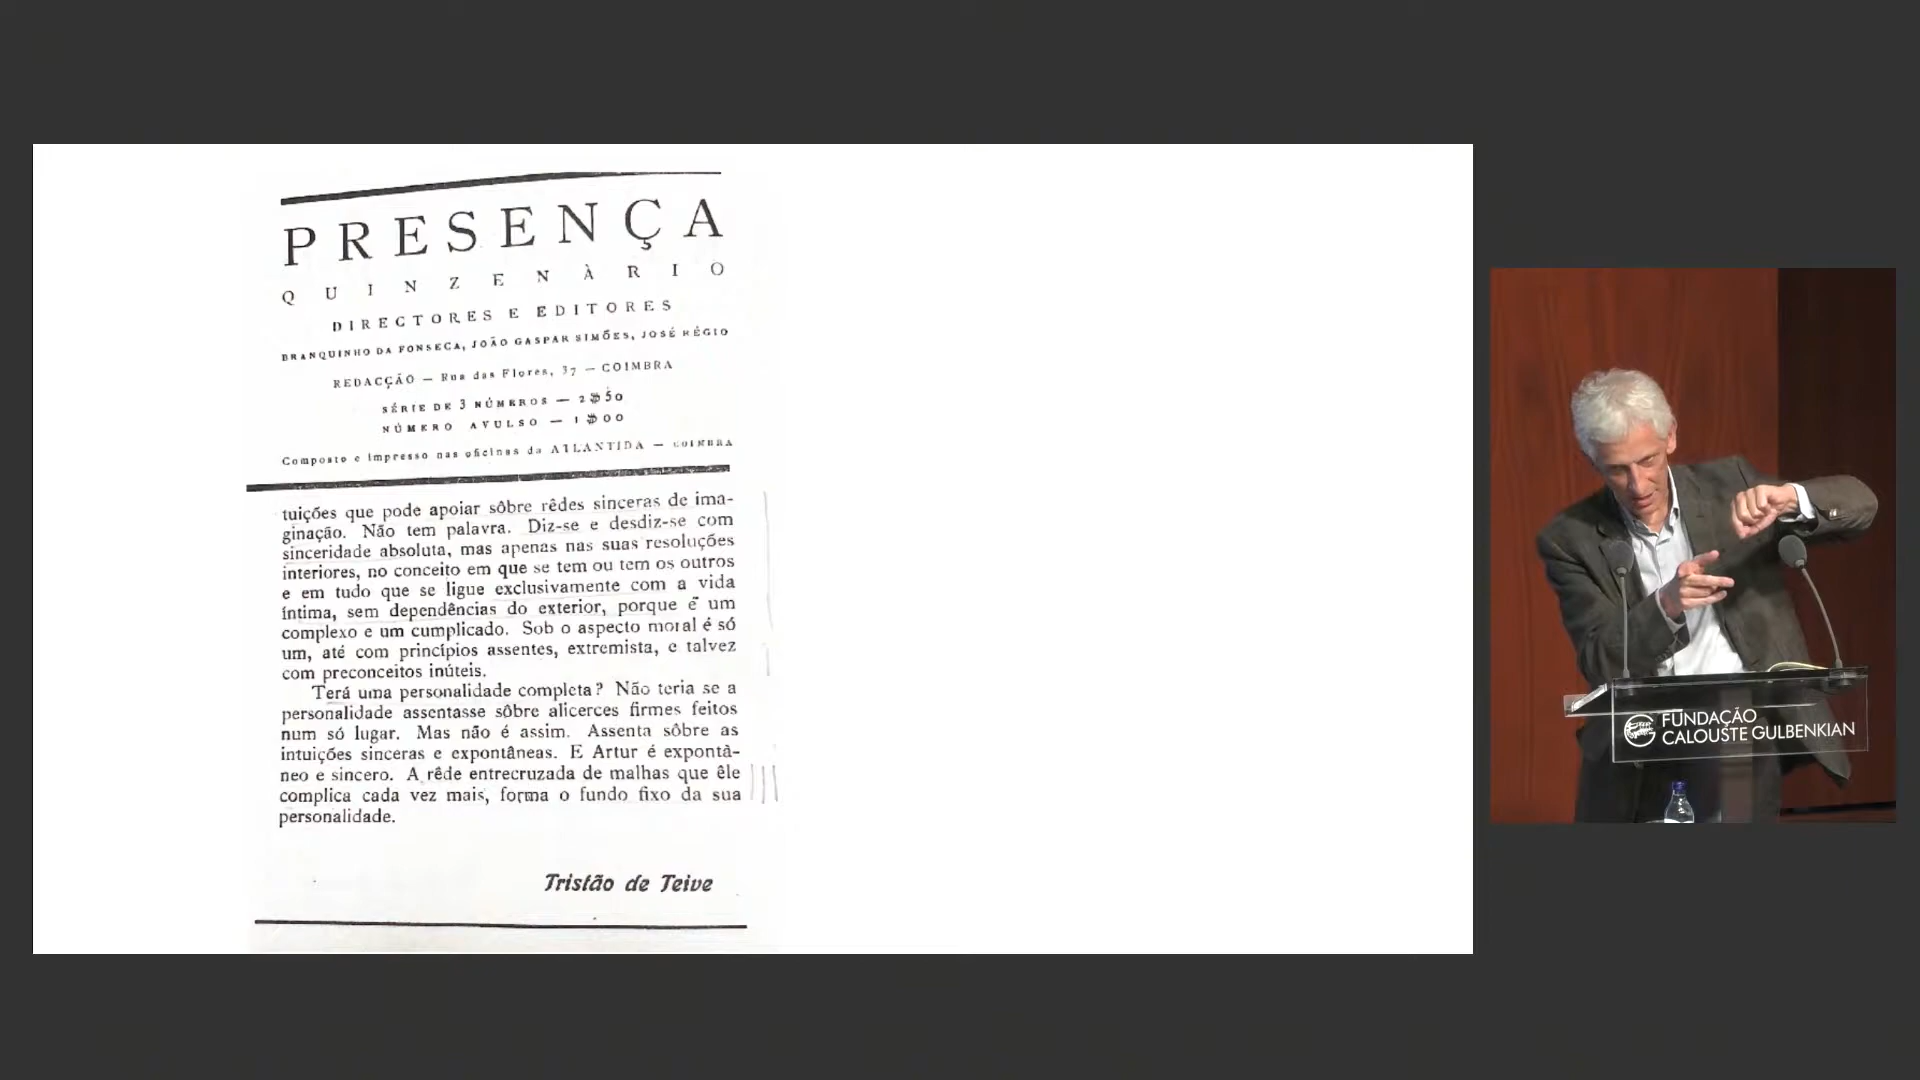 PRESENÇA
QUINZENÀRIO
DIRECTORES E EDITORES
BRANQUINHO DA FONSECA, JOÃO GASPAR SIMÕES, JOSÉ RÉGIO
REDACÇÃO — Rua das Flores, 37 — COIMBRA
SÉRIE DE 3 NÚMEROS — 2$50
NÚMERO AVULSO — 1$00
Composto e impresso nas oficinas da ATLANTIDA — COIMBRA
tuições que pode apoiar sôbre rêdes sinceras de ima-
ginação. Não tem palavra. Diz-se e desdiz-se com
sinceridade absoluta, mas apenas nas suas resoluções
interiores, no conceito em que se tem ou tem os outros
e em tudo que se ligue exclusivamente com a vida
íntima, sem dependências do exterior, porque é um
complexo e um cumplicado. Sob o aspecto moral é só
um, até com princípios assentes, extremista, e talvez
com preconceitos inúteis.
Terá uma personalidade completa? Não teria se a
personalidade assentasse sôbre alicerces firmes feitos
num só lugar. Mas não é assim. Assenta sôbre as
intuições sinceras e expontâneas. E Artur é expontâ-
neo e sincero. A rêde entrecruzada de malhas que êle
complica cada vez mais, forma o fundo fixo da sua
personalidade.
Tristão de Teive
FUNDAÇÃO
CALOUSTE GULBENKIAN